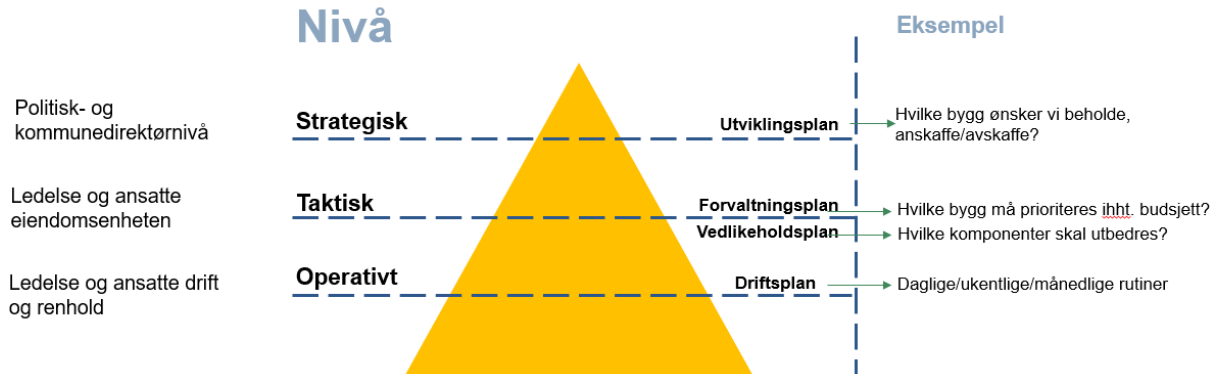 Nivå
Eksempel
Politisk- og
kommunedirektørnivå
Strategisk
Utviklingsplan
Hvilke bygg ønsker vi beholde,
anskaffe/avskaffe?
Ledelse og ansatte
eiendomsenheten
Taktisk
Forvaltningsplan
Hvilke bygg må prioriteres ihht. budsjett?
Vedlikeholdsplan
Hvilke komponenter skal utbedres?
Ledelse og ansatte drift
og renhold
Operativt
Driftsplan
Daglige/ukentlige/månedlige rutiner